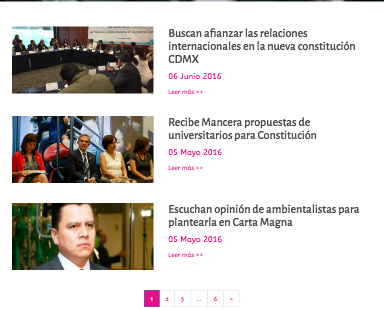 Buscan afianzar las relaciones
internacionales en la nueva constitución
CDMX
06 Junio 2016
Leer más >>
Recibe Mancera propuestas de
universitarios para Constitución
05 Mayo 2016
Leer más >>
Escuchan opinión de ambientalistas para
plantearla en Carta Magna
05 Mayo 2016
Leer más >>
1 2 3 ... 6 >